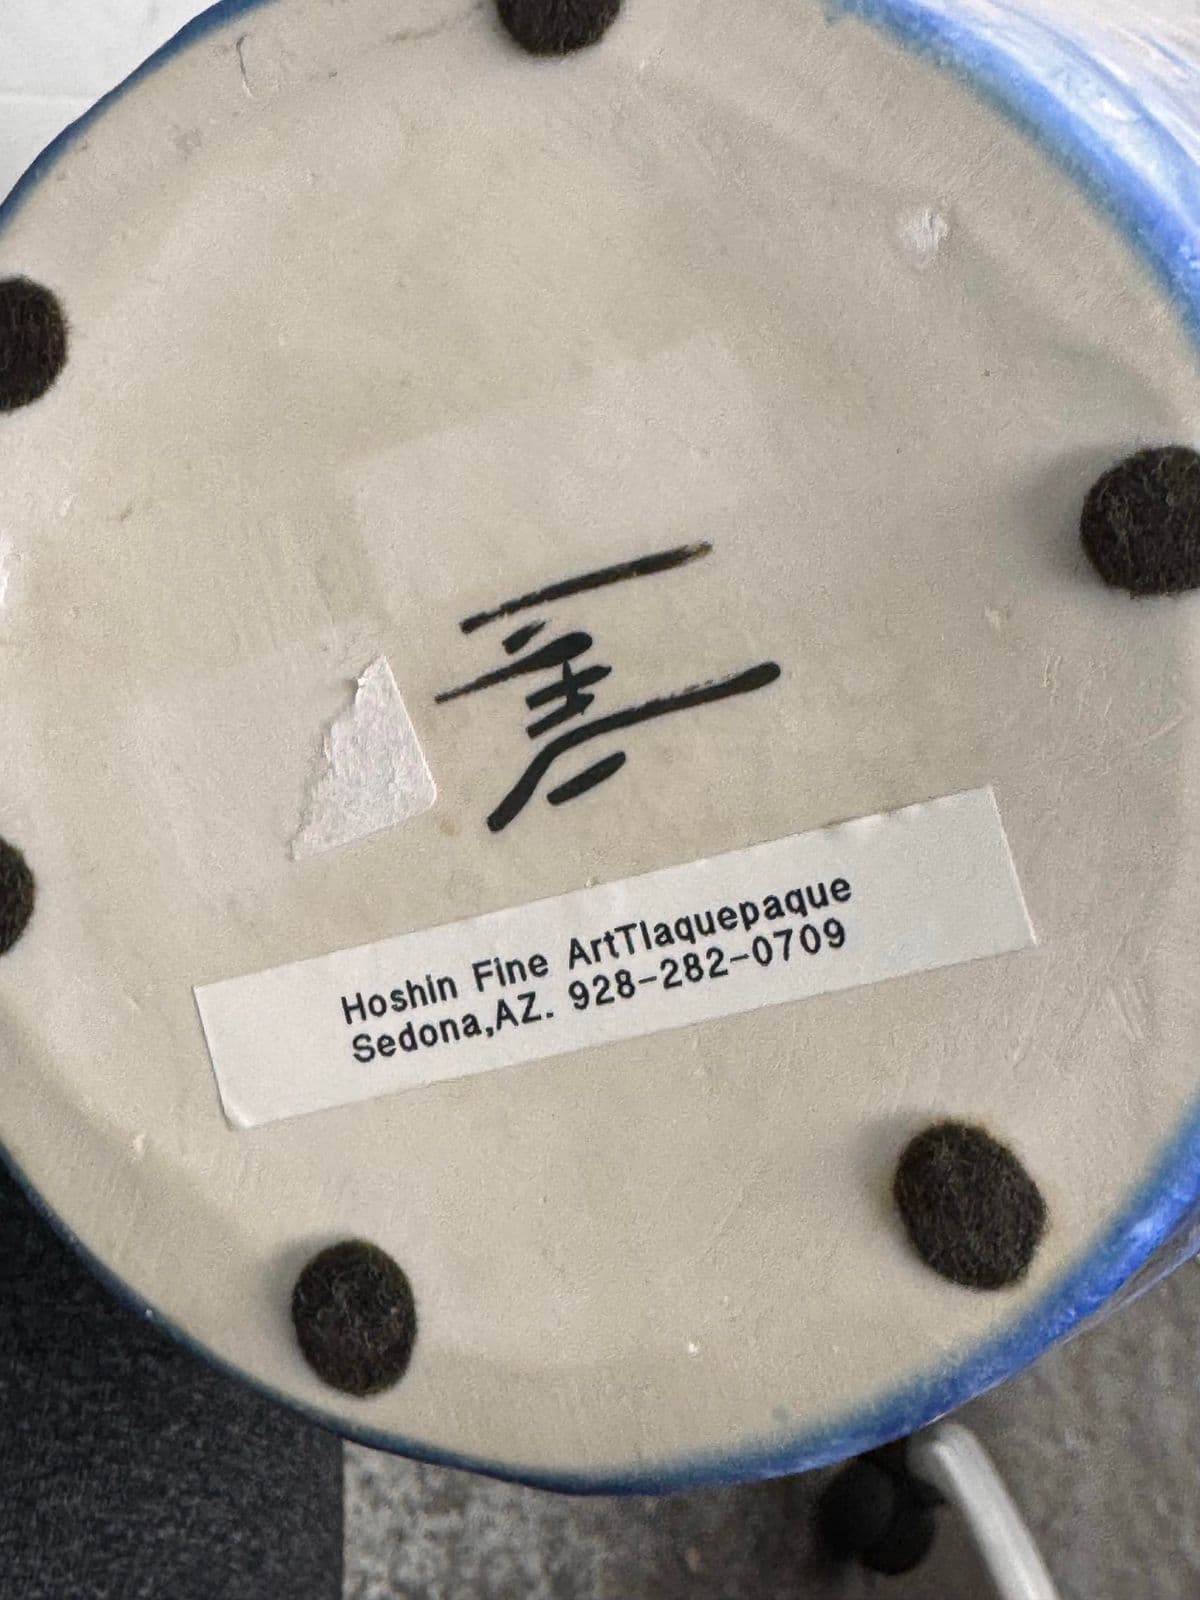 Hoshin Fine ArtTlaquepaque
Sedona,AZ. 928-282-0709